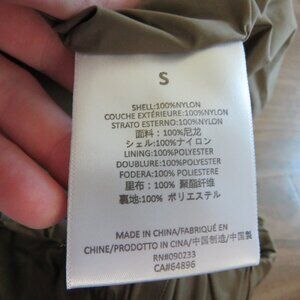 S
SHELL:100%NYLON
COUCHE EXTÉRIEURE:100%NYLON
STRATO ESTERNO:100%NYLON
面料：100%尼龙
シェル:100%ナイロン
LINING:100%POLYESTER
DOUBLURE:100%POLYESTER
FODERA:100% POLIESTERE
里布：100% 聚酯纤维
裏地:100% ポリエステル
MADE IN CHINA/FABRIQUÉ EN
CHINE/PRODOTTO IN CINA/中国制造/中国製
RN#090233
CA#64896